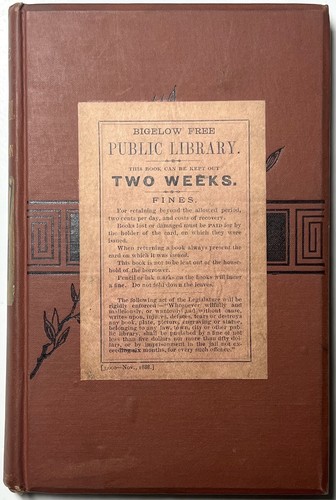 BIGELOW FREE
PUBLIC LIBRARY.
THIS BOOK CAN BE KEPT OUT
TWO WEEKS.
FINES.
For retaining beyond the allowed period,
two cents per day, and costs of recovery.
Books lost or damaged must be PAID for by
the holder of the card, on which they were
issued.
When returning a book always present the
card on which it was issued.
This book is not to be lent out of the house-
hold of the borrower.
Pencil or ink marks on the books will incur
a fine. Do not fold down the leaves.
The following act of the Legislature will be
rigidly enforced:—"Whoever, wilfully and
maliciously, or wantonly and without cause,
writes upon, injures, defaces, tears or destroys
any book, plate, picture, engraving or statue,
belonging to any law, town, city or other pub-
lic library, shall be punished by a fine of not
less than five dollars nor more than fifty dol-
lars, or by imprisonment in the jail not ex-
ceeding six months, for every such offence."
Nov., 1888.]